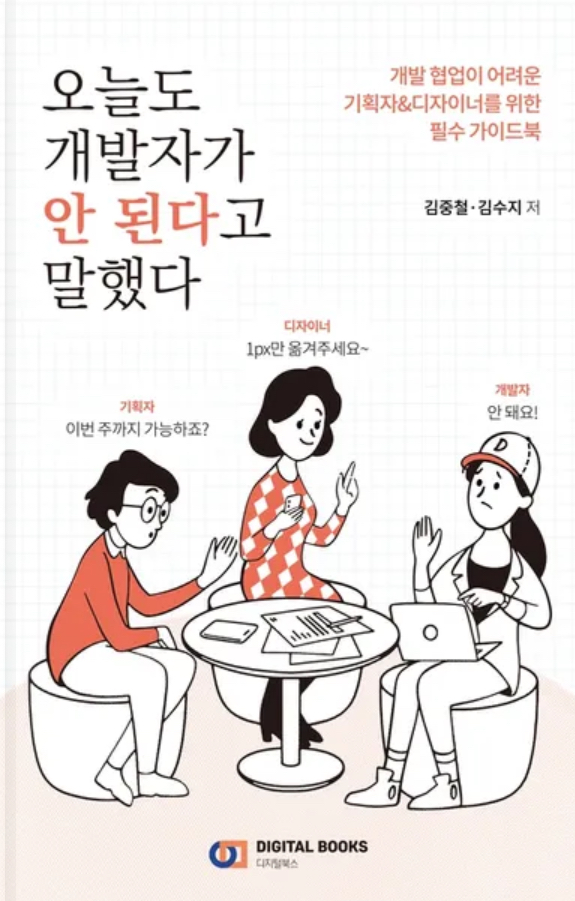 오늘도
개발자가
안 된다고
말했다
개발 협업이 어려운
기획자&디자이너를 위한
필수 가이드북
김중철·김수지 저
디자이너
1px만 옮겨주세요~
기획자
이번 주까지 가능하죠?
개발자
안 돼요!
D
DIGITAL BOOKS
디지털북스